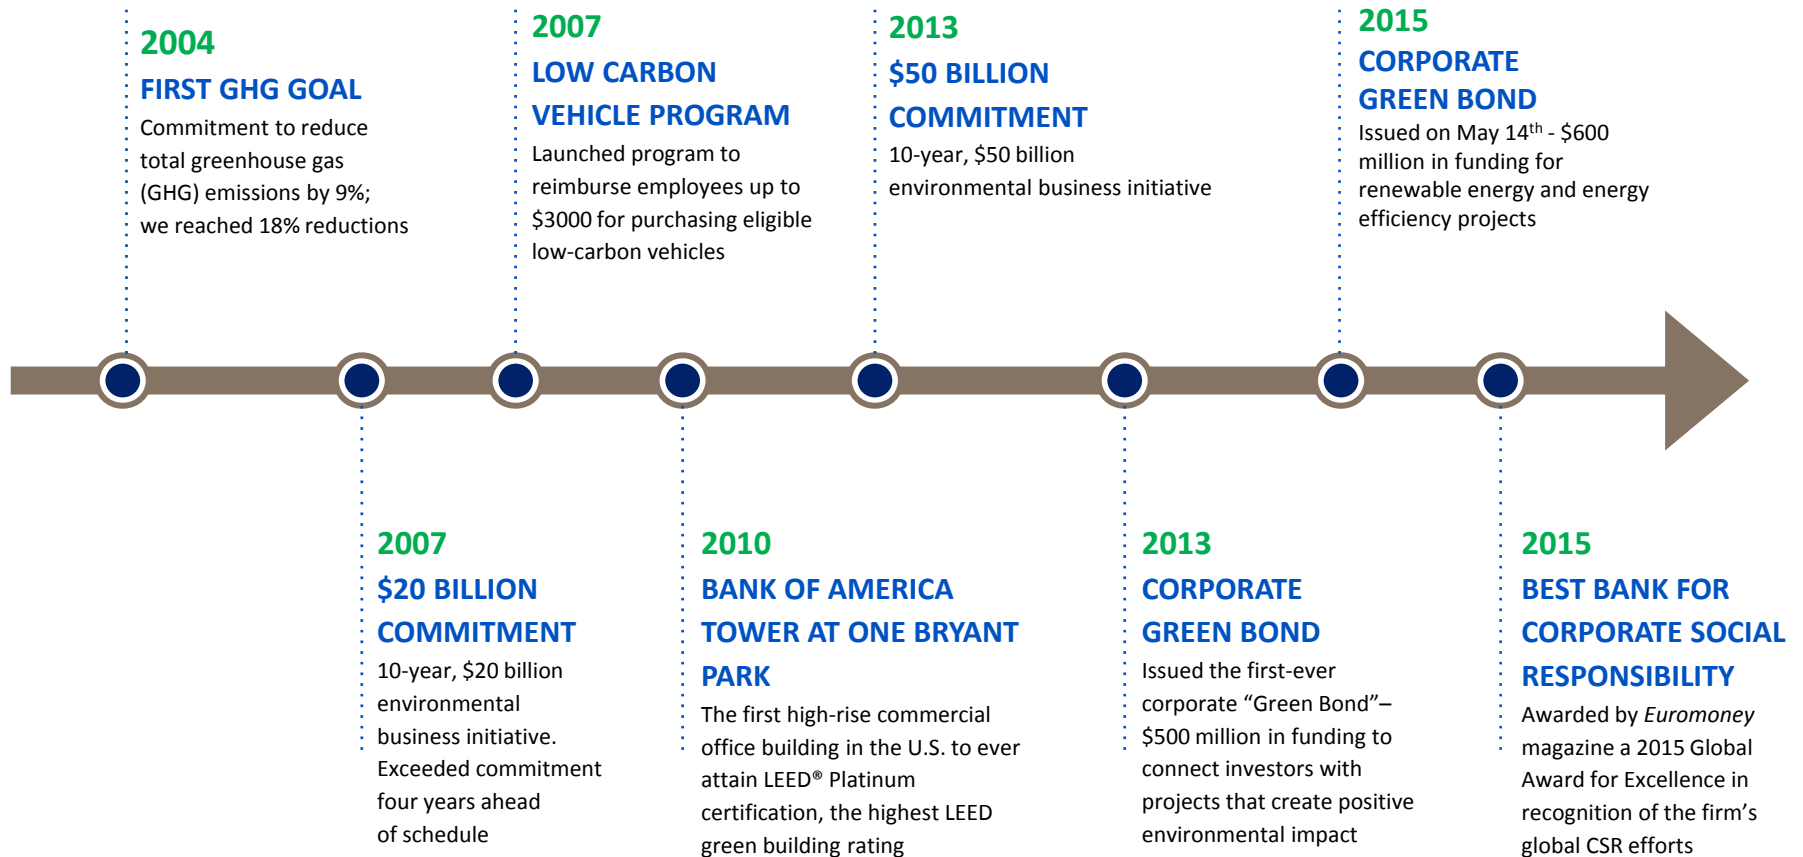 2004
FIRST GHG GOAL
Commitment to reduce
total greenhouse gas
(GHG) emissions by 9%;
we reached 18% reductions
2007
LOW CARBON
VEHICLE PROGRAM
Launched program to
reimburse employees up to
$3000 for purchasing eligible
low-carbon vehicles
2013
$50 BILLION
COMMITMENT
10-year, $50 billion
environmental business initiative
2015
CORPORATE
GREEN BOND
Issued on May 14th - $600
million in funding for
renewable energy and energy
efficiency projects
2007
$20 BILLION
COMMITMENT
10-year, $20 billion
environmental
business initiative.
Exceeded commitment
four years ahead
of schedule
2010
BANK OF AMERICA
TOWER AT ONE BRYANT
PARK
The first high-rise commercial
office building in the U.S. to ever
attain LEED® Platinum
certification, the highest LEED
green building rating
2013
CORPORATE
GREEN BOND
Issued the first-ever
corporate “Green Bond”–
$500 million in funding to
connect investors with
projects that create positive
environmental impact
2015
BEST BANK FOR
CORPORATE SOCIAL
RESPONSIBILITY
Awarded by Euromoney
magazine a 2015 Global
Award for Excellence in
recognition of the firm’s
global CSR efforts